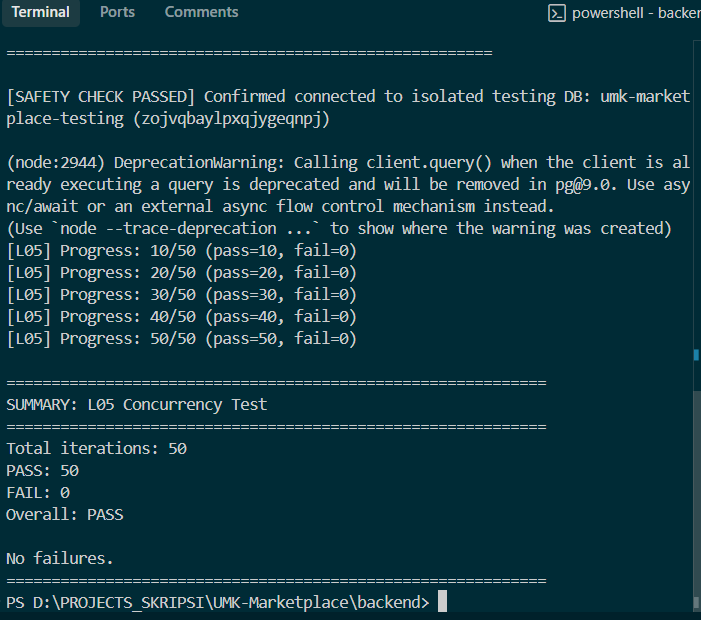 Terminal Ports Comments powershell - backer
======================================================
[SAFETY CHECK PASSED] Confirmed connected to isolated testing DB: umk-market
place-testing (zojvqbaylpxqjygeqnpj)
(node:2944) DeprecationWarning: Calling client.query() when the client is al
ready executing a query is deprecated and will be removed in pg@9.0. Use asy
nc/await or an external async flow control mechanism instead.
(Use `node --trace-deprecation ...` to show where the warning was created)
[L05] Progress: 10/50 (pass=10, fail=0)
[L05] Progress: 20/50 (pass=20, fail=0)
[L05] Progress: 30/50 (pass=30, fail=0)
[L05] Progress: 40/50 (pass=40, fail=0)
[L05] Progress: 50/50 (pass=50, fail=0)
============================================================
SUMMARY: L05 Concurrency Test
============================================================
Total iterations: 50
PASS: 50
FAIL: 0
Overall: PASS
No failures.
============================================================
PS D:\PROJECTS_SKRIPSI\UMK-Marketplace\backend>